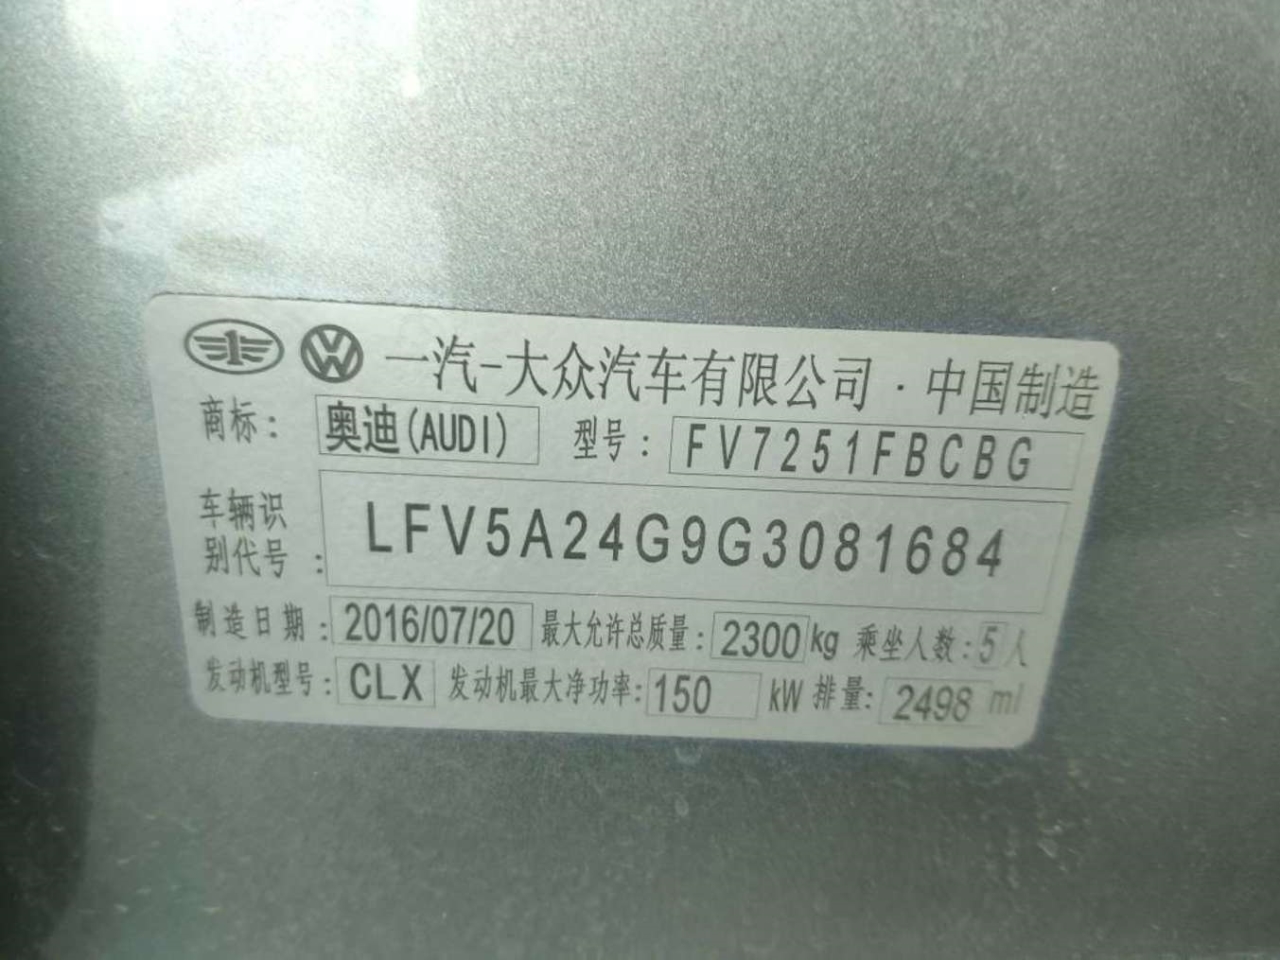 一汽-大众汽车有限公司·中国制造
商标: 奥迪(AUDI) 型号: FV7251FBCBG
车辆识
别代号: LFV5A24G9G3081684
制造日期: 2016/07/20 最大允许总质量: 2300kg 乘坐人数: 5人
发动机型号: CLX 发动机最大净功率: 150 kW 排量: 2498 ml